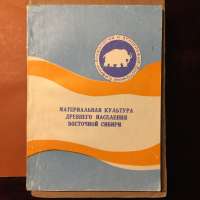 МАТЕРИАЛЬНАЯ КУЛЬТУРА
ДРЕВНЕГО НАСЕЛЕНИЯ
ВОСТОЧНОЙ СИБИРИ